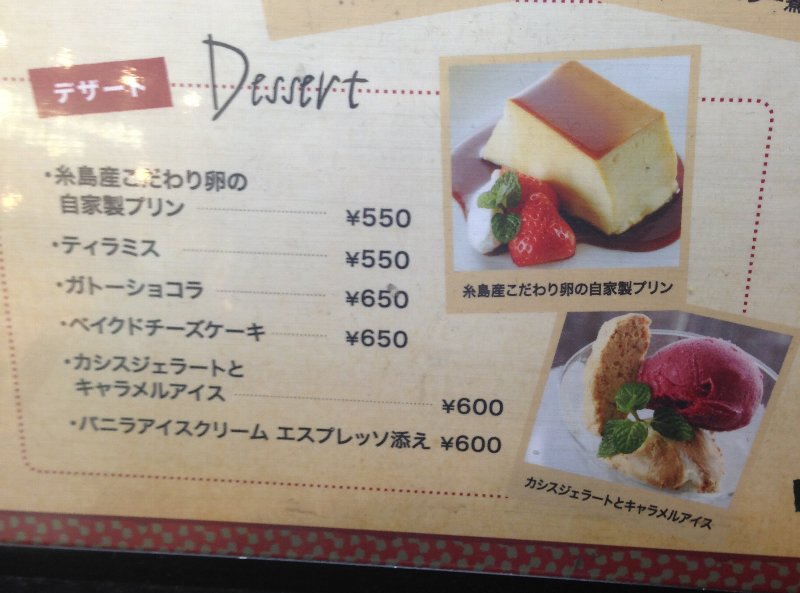 デザート
Dessert
・糸島産こだわり卵の
自家製プリン ¥550
・ティラミス ¥550
・ガトーショコラ ¥650
・ベイクドチーズケーキ ¥650
・カシスジェラートと
キャラメルアイス ¥600
・バニラアイスクリーム エスプレッソ添え ¥600
糸島産こだわり卵の自家製プリン
カシスジェラートとキャラメルアイス